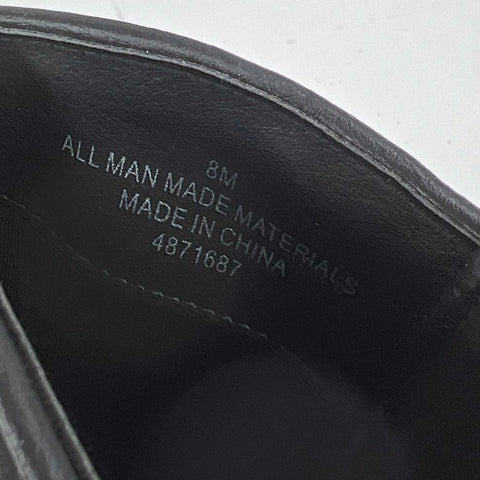 8M
ALL MAN MADE MATERIALS
MADE IN CHINA
4871687